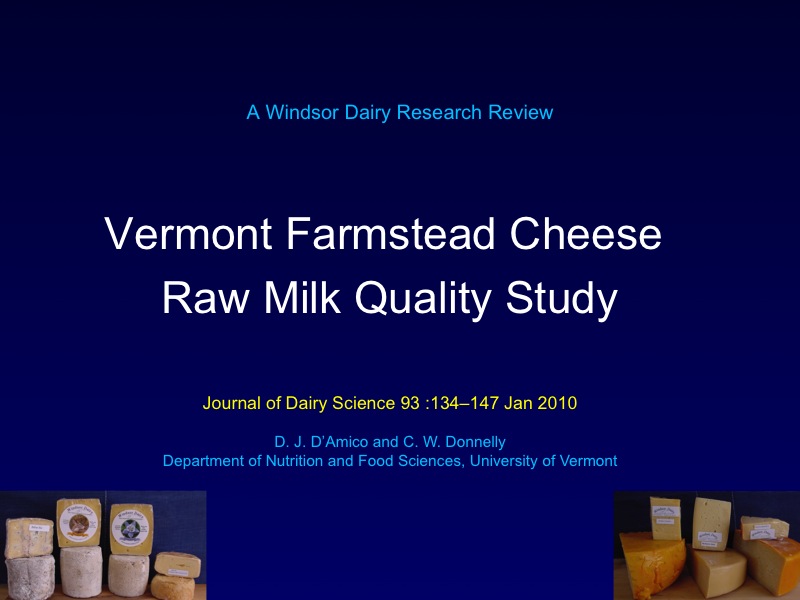 A Windsor Dairy Research Review
Vermont Farmstead Cheese
Raw Milk Quality Study
Journal of Dairy Science 93 :134–147 Jan 2010
D. J. D'Amico and C. W. Donnelly
Department of Nutrition and Food Sciences, University of Vermont